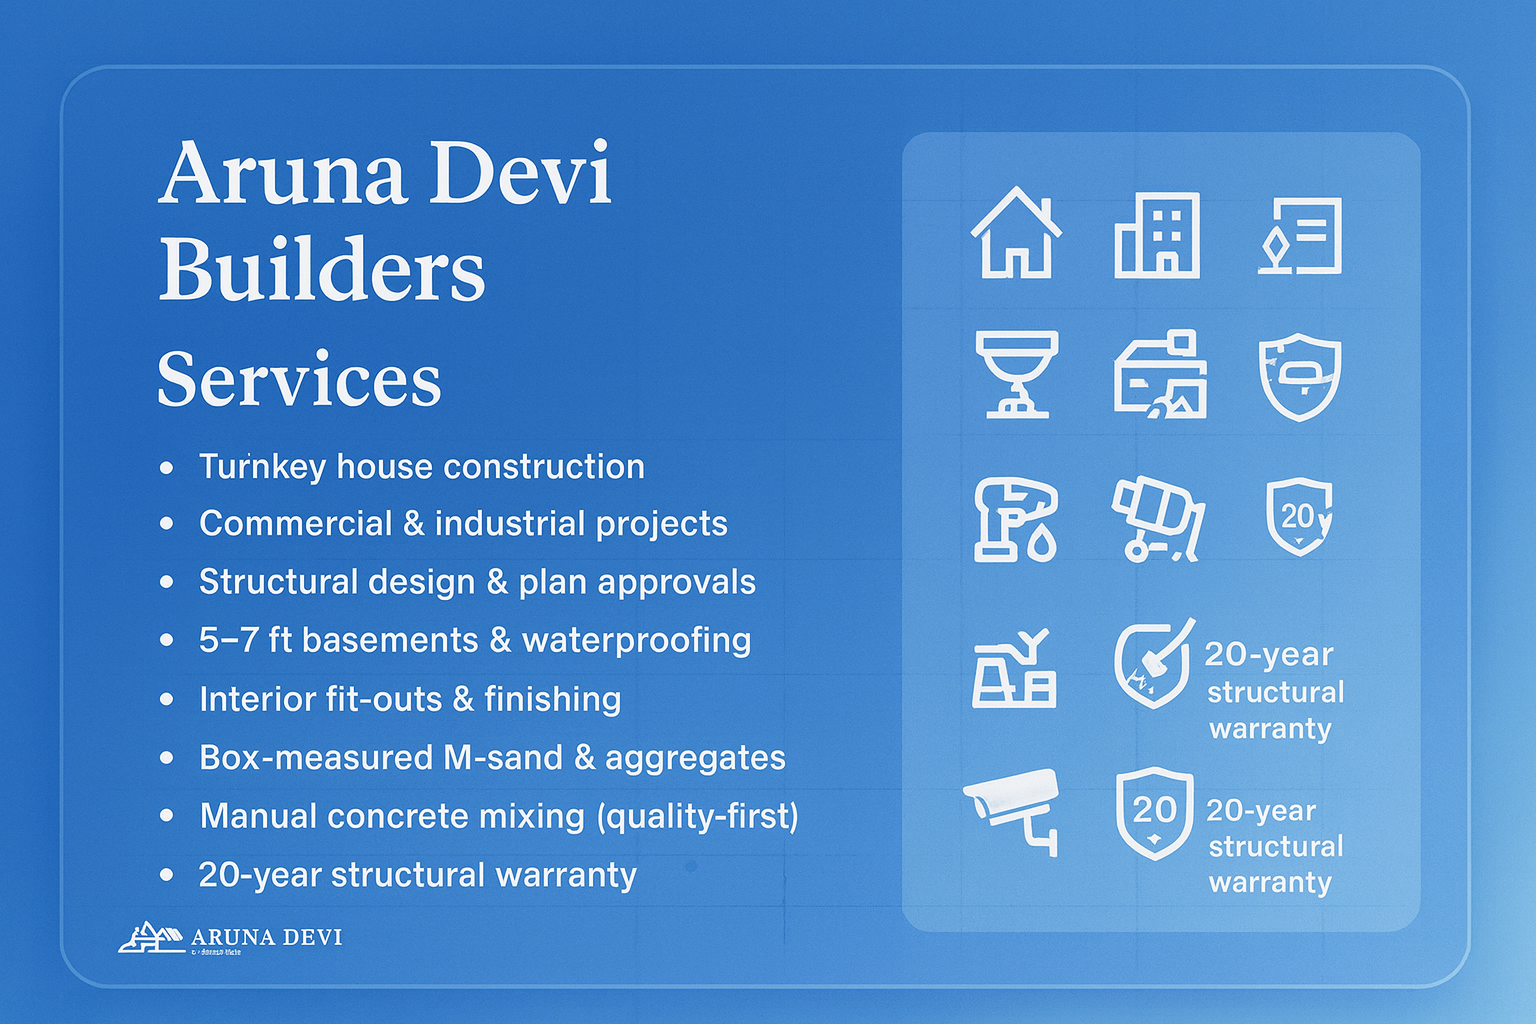 Aruna Devi
Builders
Services
• Turnkey house construction
• Commercial & industrial projects
• Structural design & plan approvals
• 5–7 ft basements & waterproofing
• Interior fit-outs & finishing
• Box-measured M-sand & aggregates
• Manual concrete mixing (quality-first)
• 20-year structural warranty
ARUNA DEVI
20
20-year
structural
warranty
20
20-year
structural
warranty